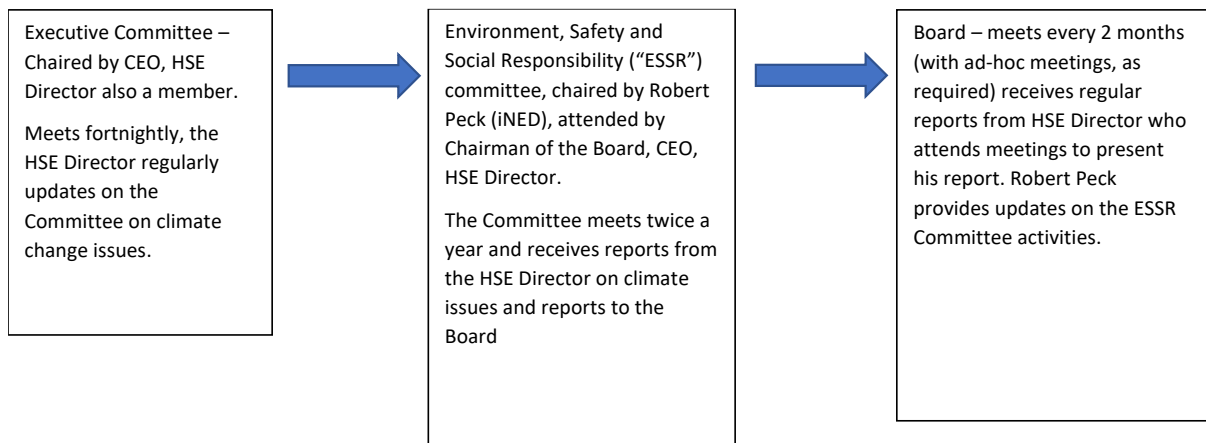 Executive Committee –
Chaired by CEO, HSE
Director also a member.
Meets fortnightly, the
HSE Director regularly
updates on the
Committee on climate
change issues.
Environment, Safety and
Social Responsibility (“ESSR”)
committee, chaired by Robert
Peck (iNED), attended by
Chairman of the Board, CEO,
HSE Director.
The Committee meets twice a
year and receives reports from
the HSE Director on climate
issues and reports to the
Board
Board – meets every 2 months
(with ad-hoc meetings, as
required) receives regular
reports from HSE Director who
attends meetings to present
his report. Robert Peck
provides updates on the ESSR
Committee activities.